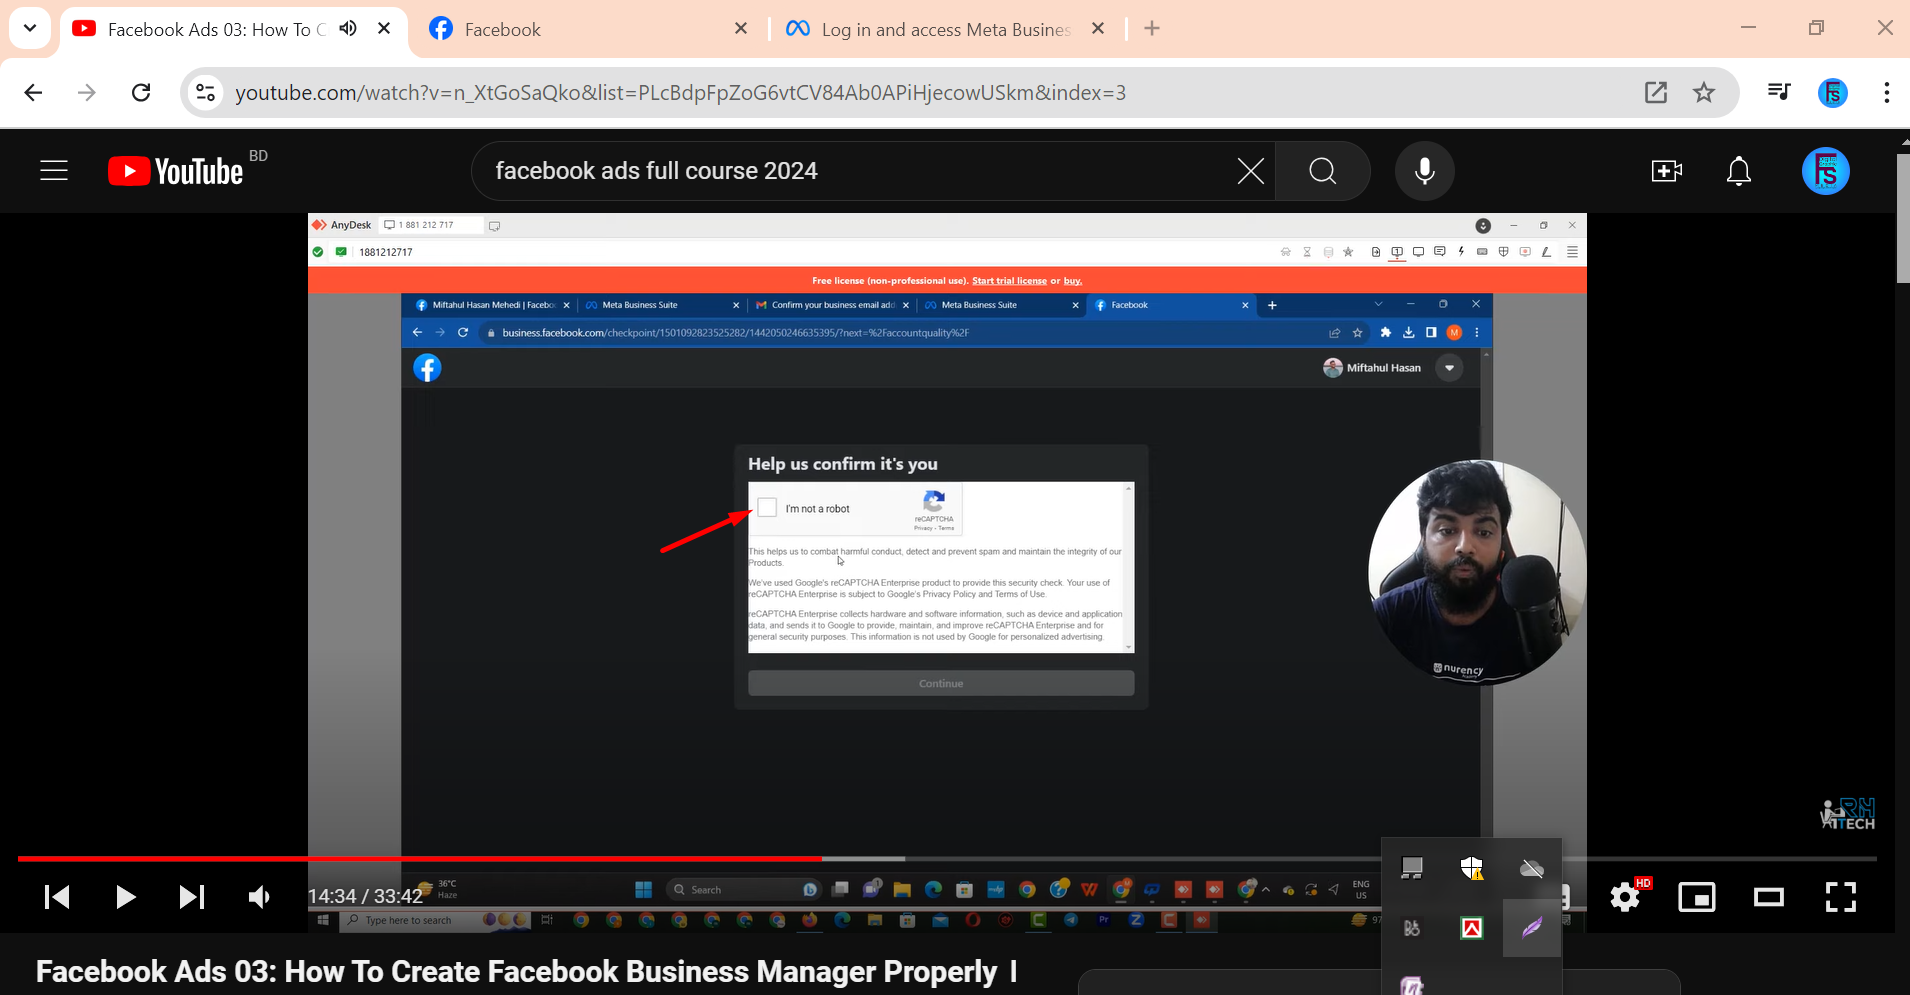 Facebook Ads 03: How To C
Facebook
Log in and access Meta Busines
youtube.com/watch?v=n_XtGoSaQko&list=PLcBdpFpZoG6vtCV84Ab0APiHjecowUSkm&index=3
YouTube BD
facebook ads full course 2024
AnyDesk
1 881 212 717
1881212717
Free license (non-professional use). Start trial license or buy.
Miftahul Hasan Mehedi | Facebo
Meta Business Suite
Confirm your business email add
Meta Business Suite
Facebook
business.facebook.com/checkpoint/1501092823525282/1442050246635395/?next=%2Faccountquality%2F
M
Miftahul Hasan
Help us confirm it's you
I'm not a robot
reCAPTCHA
Privacy - Terms
This helps us to combat harmful conduct, detect and prevent spam and maintain the integrity of our
Products.
We've used Google's reCAPTCHA Enterprise product to provide this security check. Your use of
reCAPTCHA Enterprise is subject to Google's Privacy Policy and Terms of Use.
reCAPTCHA Enterprise collects hardware and software information, such as device and application
data, and sends it to Google to provide, maintain, and improve reCAPTCHA Enterprise and for
general security purposes. This information is not used by Google for personalized advertising.
Continue
nurency
RH
TECH
14:34 / 33:42
36°C
Haze
Search
ENG
US
HD
Type here to search
Facebook Ads 03: How To Create Facebook Business Manager Properly |